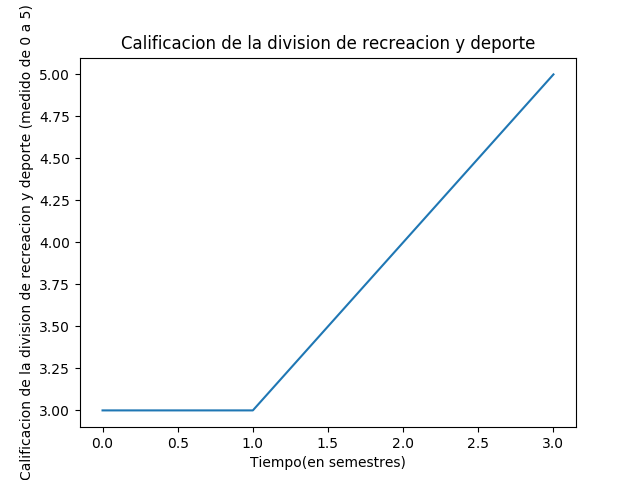 Calificacion de la division de recreacion y deporte
Calificacion de la division de recreacion y deporte (medido de 0 a 5)
5.00
4.75
4.50
4.25
4.00
3.75
3.50
3.25
3.00
0.0 0.5 1.0 1.5 2.0 2.5 3.0
Tiempo(en semestres)